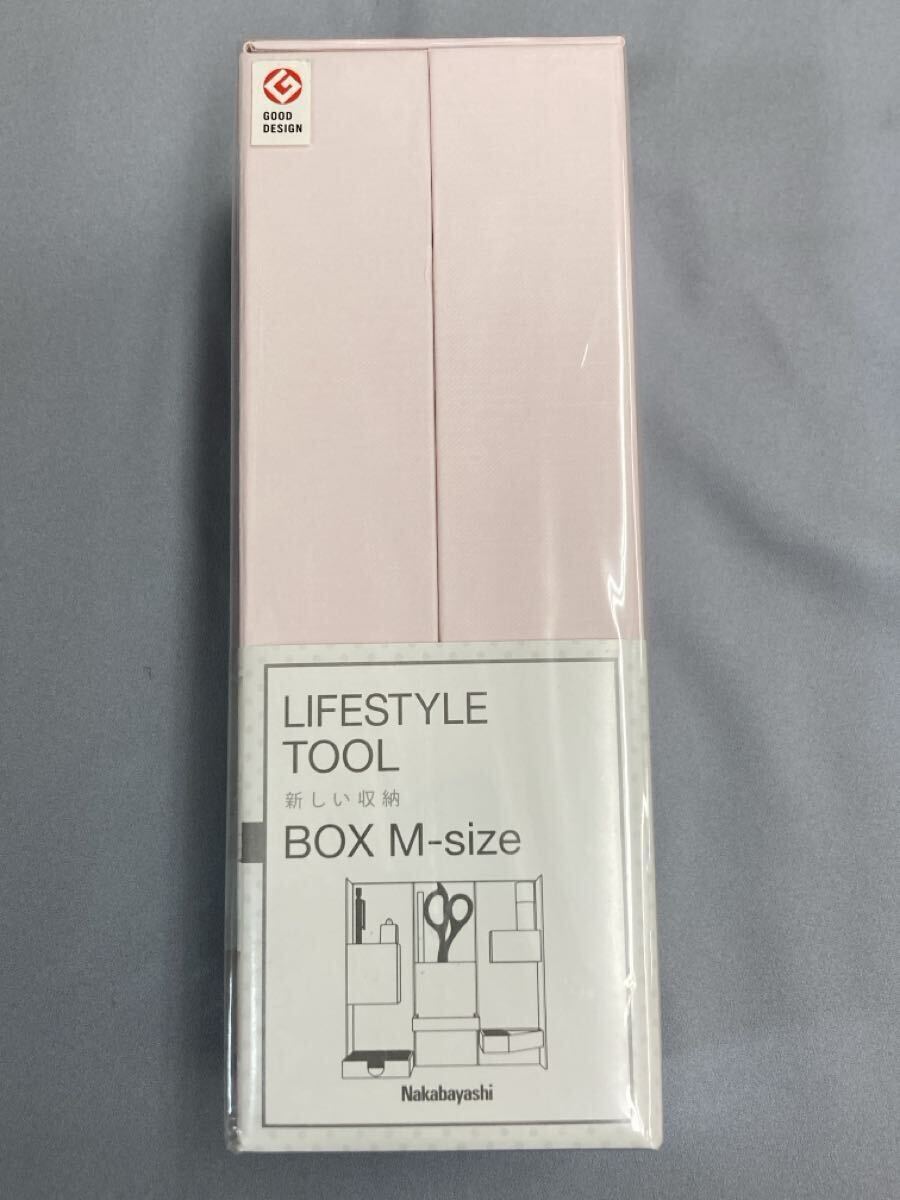 GOOD
DESIGN
LIFESTYLE
TOOL
新しい収納
BOX M-size
Nakabayashi